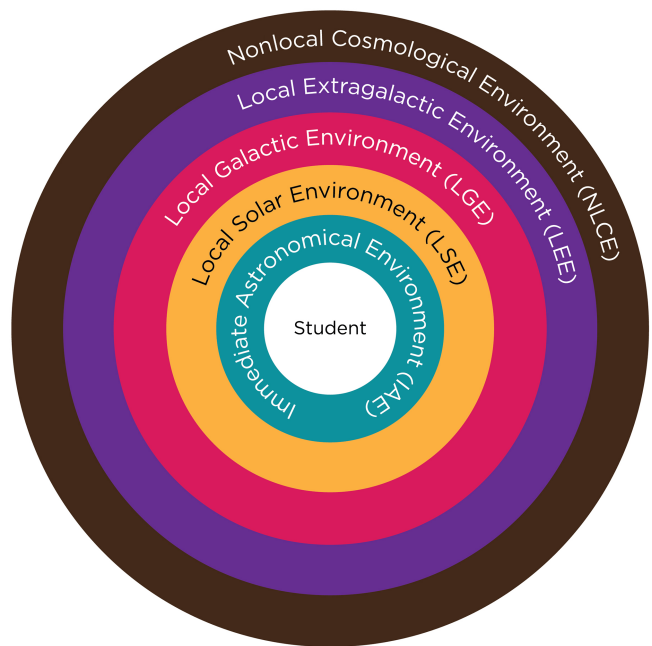 Nonlocal Cosmological Environment (NLCE)
Local Extragalactic Environment (LEE)
Local Galactic Environment (LGE)
Local Solar Environment (LSE)
Immediate Astronomical Environment (IAE)
Student